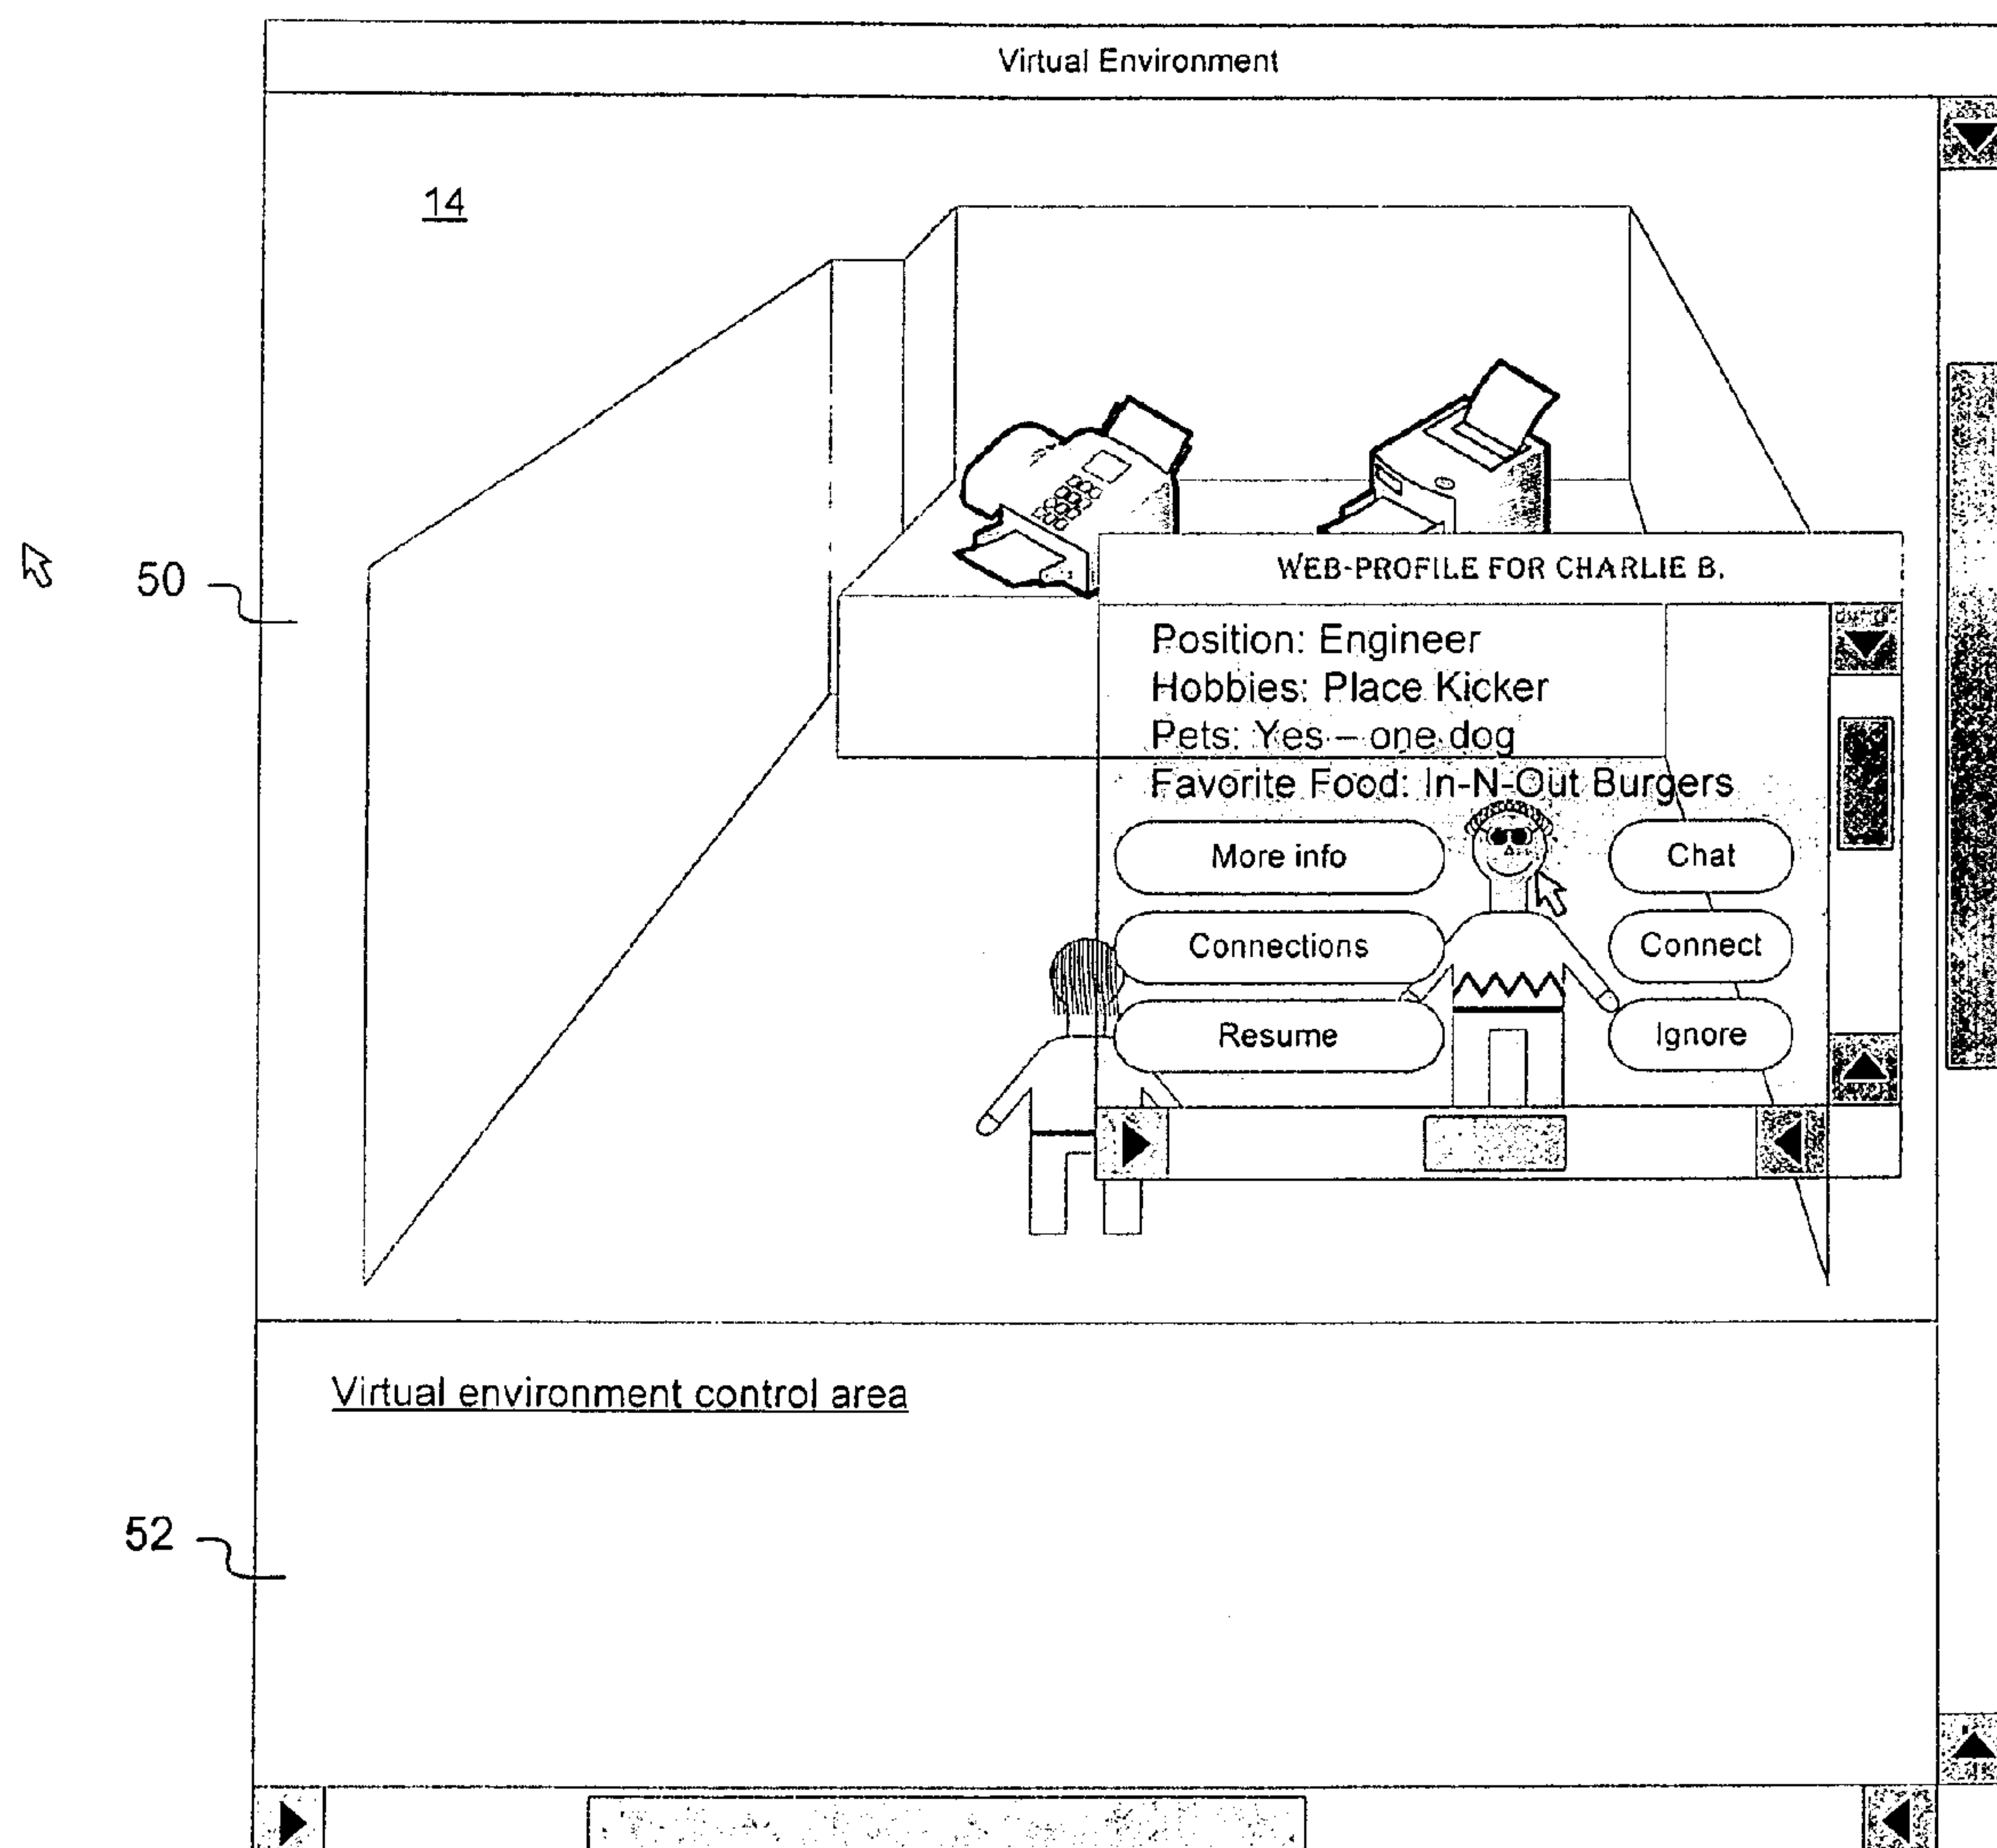 Virtual Environment
14
50
WEB-PROFILE FOR CHARLIE B.
Position: Engineer
Hobbies: Place Kicker
Pets: Yes – one dog
Favorite Food: In-N-Out Burgers
More info
Chat
Connections
Connect
Resume
Ignore
Virtual environment control area
52